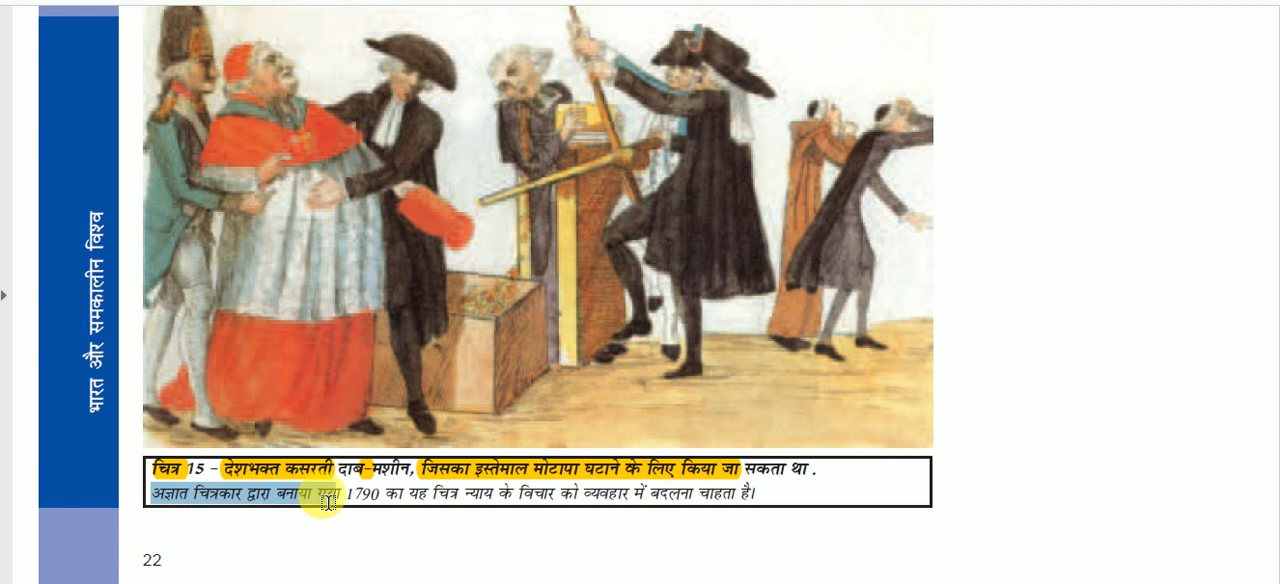 भारत और समकालीन विश्व
चित्र 15 - देशभक्त कसरती दाब-मशीन, जिसका इस्तेमाल मोटापा घटाने के लिए किया जा सकता था .
अज्ञात चित्रकार द्वारा बनाया गया 1790 का यह चित्र न्याय के विचार को व्यवहार में बदलना चाहता है।
22